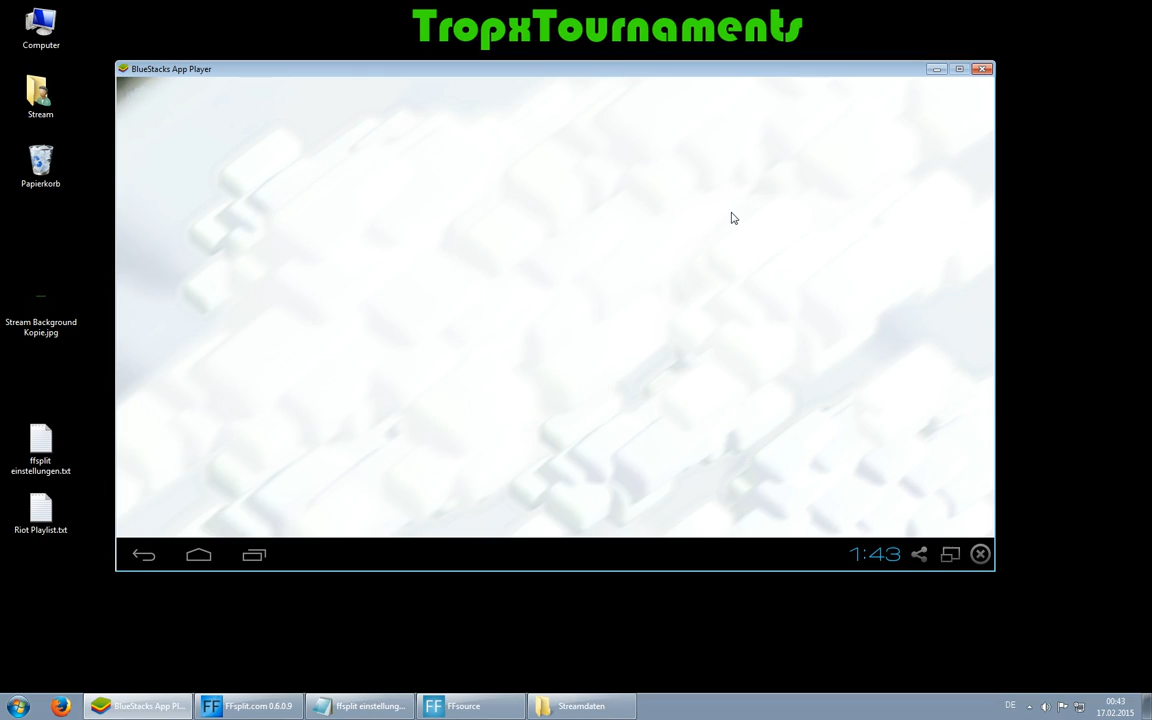 TropxTournaments
Computer
BlueStacks App Player
Stream
Papierkorb
Stream Background
Kopie.jpg
ffsplit
einstellungen.txt
Riot Playlist.txt
1:43
BlueStacks App Pl...
FFsplit.com 0.6.0.9
ffsplit einstellung...
FFsource
Streamdaten
DE
00:43
17.02.2015